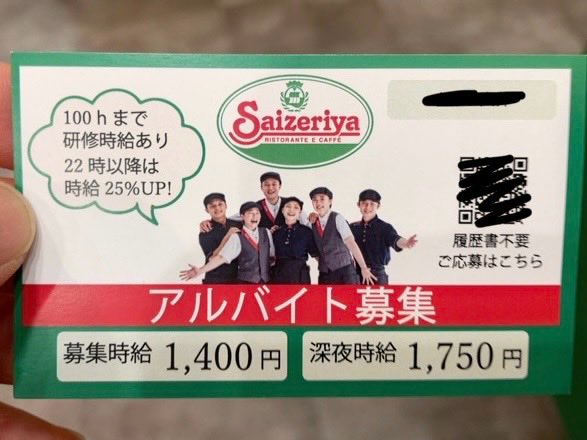 100hまで
研修時給あり
22時以降は
時給25%UP!
Saizeriya
RISTORANTE E CAFFÈ
履歴書不要
ご応募はこちら
アルバイト募集
募集時給 1,400円
深夜時給 1,750円